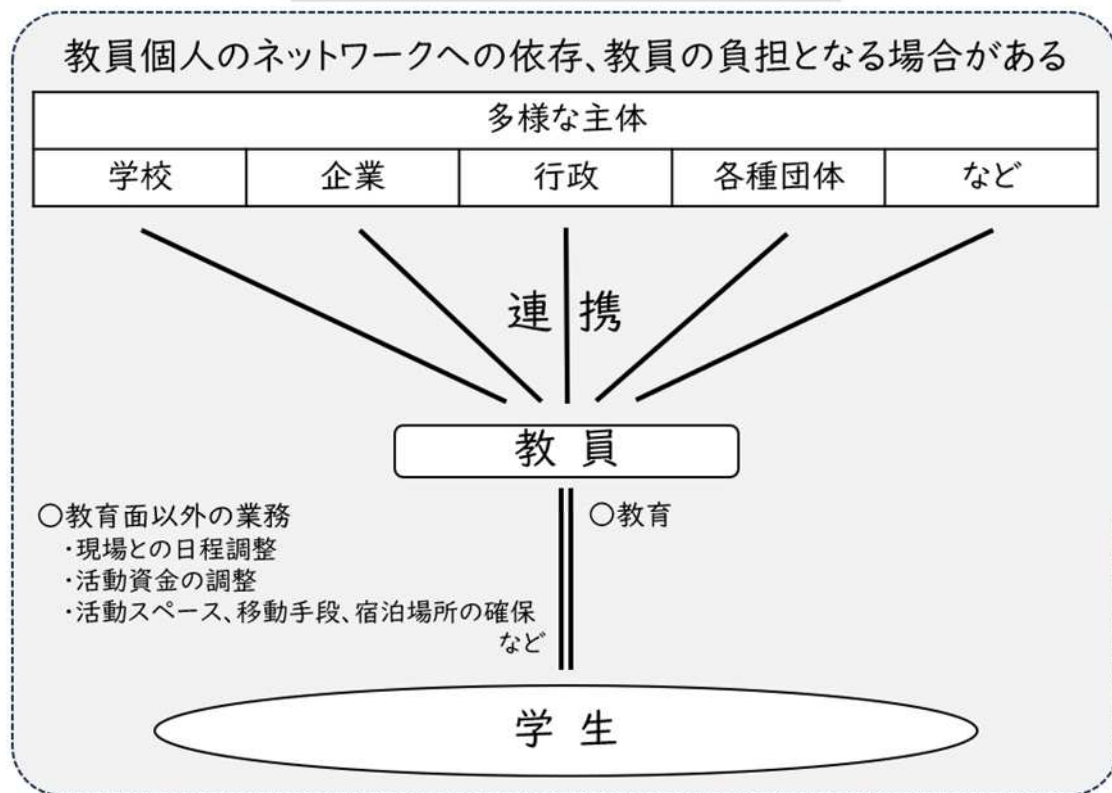 教員個人のネットワークへの依存、教員の負担となる場合がある
多様な主体
学校 企業 行政 各種団体 など
連携
教員
○教育面以外の業務
・現場との日程調整
・活動資金の調整
・活動スペース、移動手段、宿泊場所の確保
など
○教育
学生